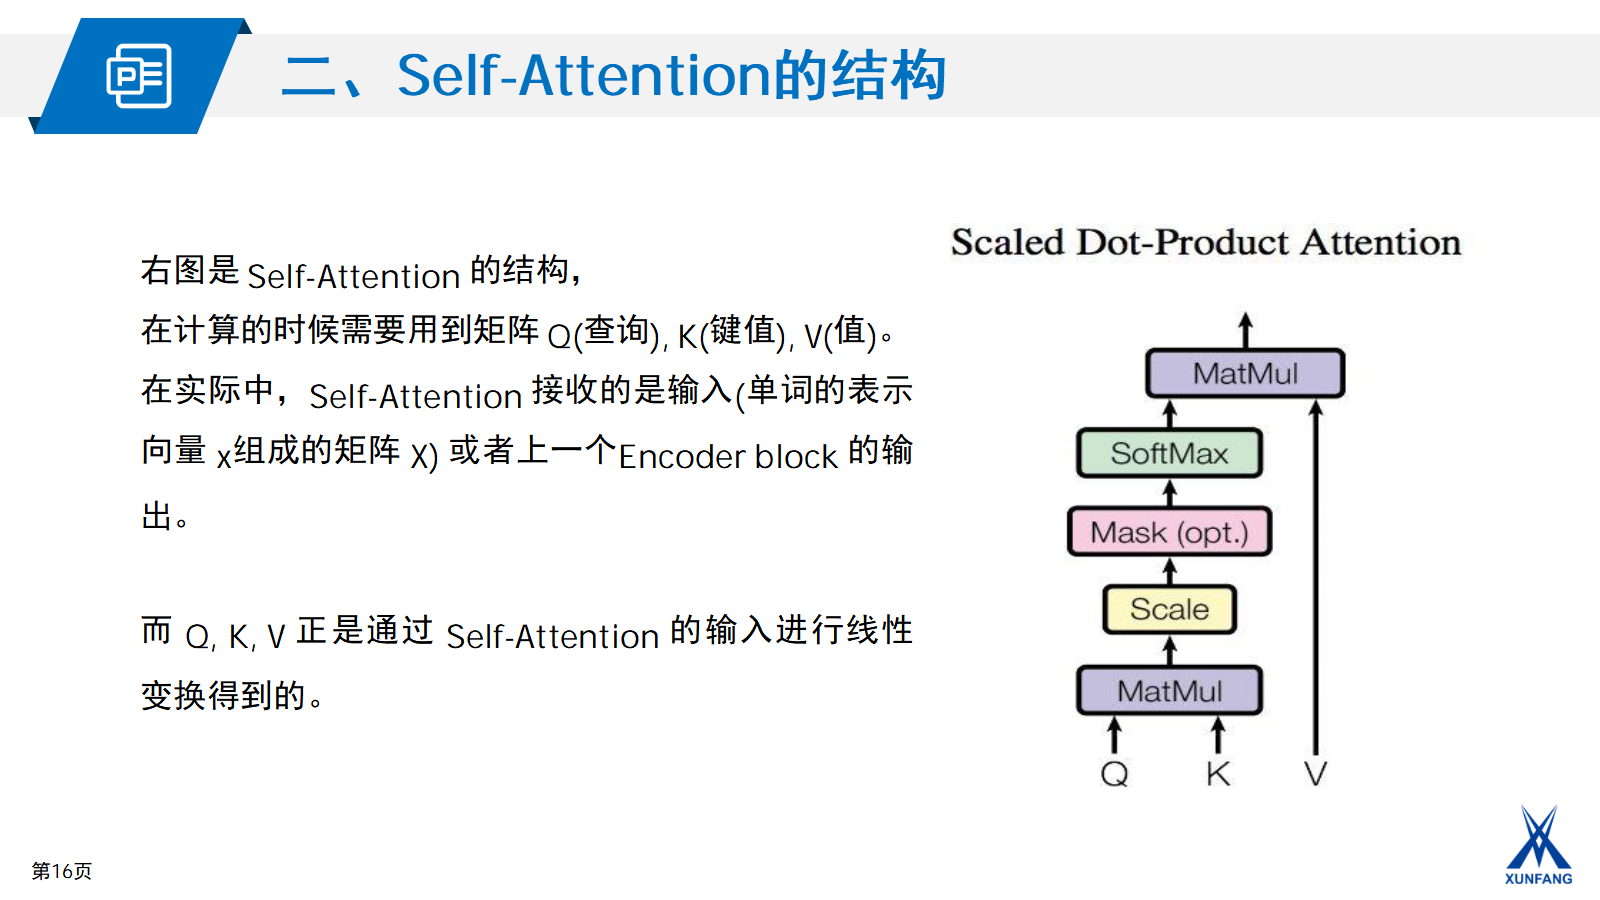 二、Self-Attention的结构
右图是 Self-Attention 的结构，
在计算的时候需要用到矩阵 Q(查询), K(键值), V(值)。
在实际中，Self-Attention 接收的是输入(单词的表示
向量 x组成的矩阵 X) 或者上一个Encoder block 的输
出。
而 Q, K, V 正是通过 Self-Attention 的输入进行线性
变换得到的。
Scaled Dot-Product Attention
MatMul
SoftMax
Mask (opt.)
Scale
MatMul
Q K V
第16页
XUNFANG